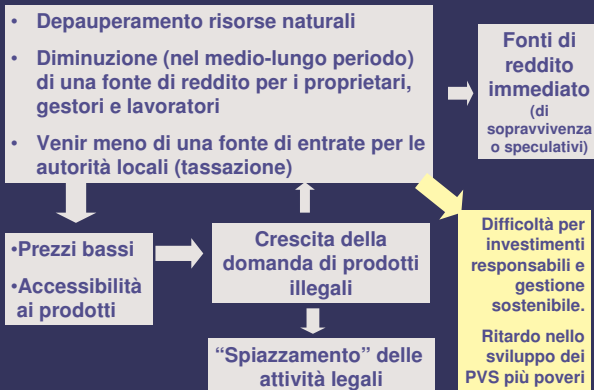 • Depauperamento risorse naturali
• Diminuzione (nel medio-lungo periodo)
di una fonte di reddito per i proprietari,
gestori e lavoratori
• Venir meno di una fonte di entrate per le
autorità locali (tassazione)
Fonti di
reddito
immediato
(di
sopravvivenza
o speculativi)
•Prezzi bassi
•Accessibilità
ai prodotti
Crescita della
domanda di prodotti
illegali
“Spiazzamento” delle
attività legali
Difficoltà per
investimenti
responsabili e
gestione
sostenibile.
Ritardo nello
sviluppo dei
PVS più poveri